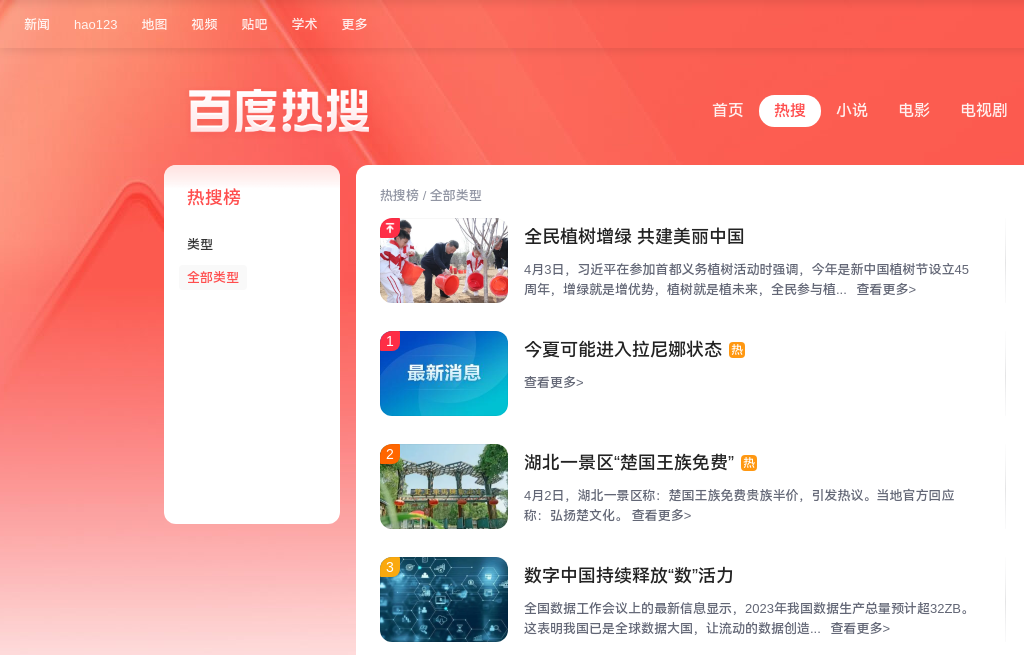 新闻 hao123 地图 视频 贴吧 学术 更多
百度热搜
首页 热搜 小说 电影 电视剧
热搜榜
类型
全部类型
热搜榜 / 全部类型
全民植树增绿 共建美丽中国
4月3日，习近平在参加首都义务植树活动时强调，今年是新中国植树节设立45
周年，增绿就是增优势，植树就是植未来，全民参与植... 查看更多>
1
最新消息
今夏可能进入拉尼娜状态 热
查看更多>
2
湖北一景区“楚国王族免费” 热
4月2日，湖北一景区称：楚国王族免费贵族半价，引发热议。当地官方回应
称：弘扬楚文化。 查看更多>
3
数字中国持续释放“数”活力
全国数据工作会议上的最新信息显示，2023年我国数据生产总量预计超32ZB。
这表明我国已是全球数据大国，让流动的数据创造... 查看更多>